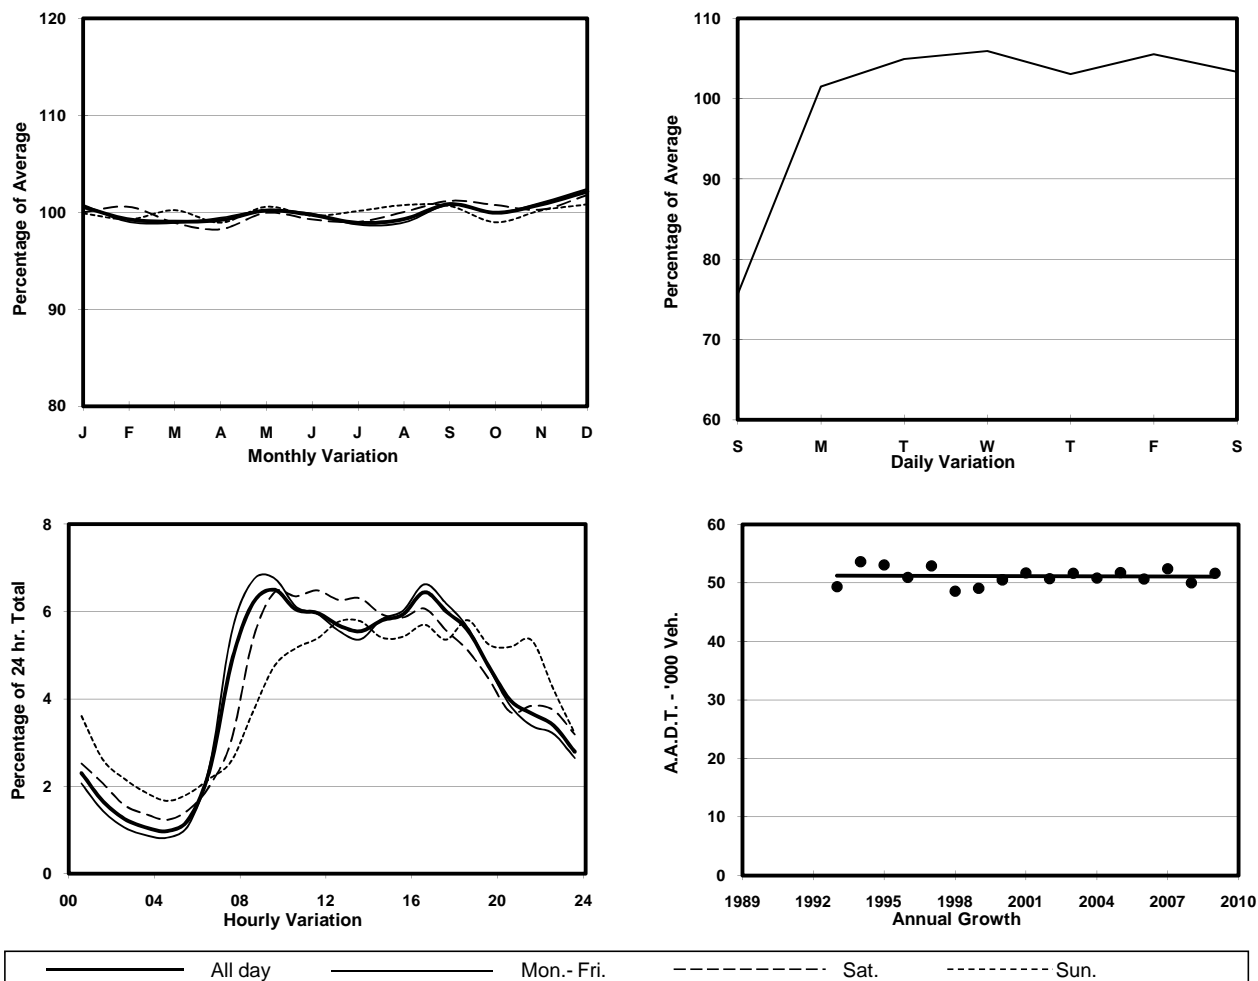 Percentage of Average
120
110
100
90
80
J F M A M J J A S O N D
Monthly Variation
Percentage of Average
110
100
90
80
70
60
S M T W T F S
Daily Variation
Percentage of 24 hr. Total
8
6
4
2
0
00 04 08 12 16 20 24
Hourly Variation
A.A.D.T. - '000 Veh.
60
50
40
30
20
10
0
1989 1992 1995 1998 2001 2004 2007 2010
Annual Growth
All day Mon.- Fri. Sat. Sun.